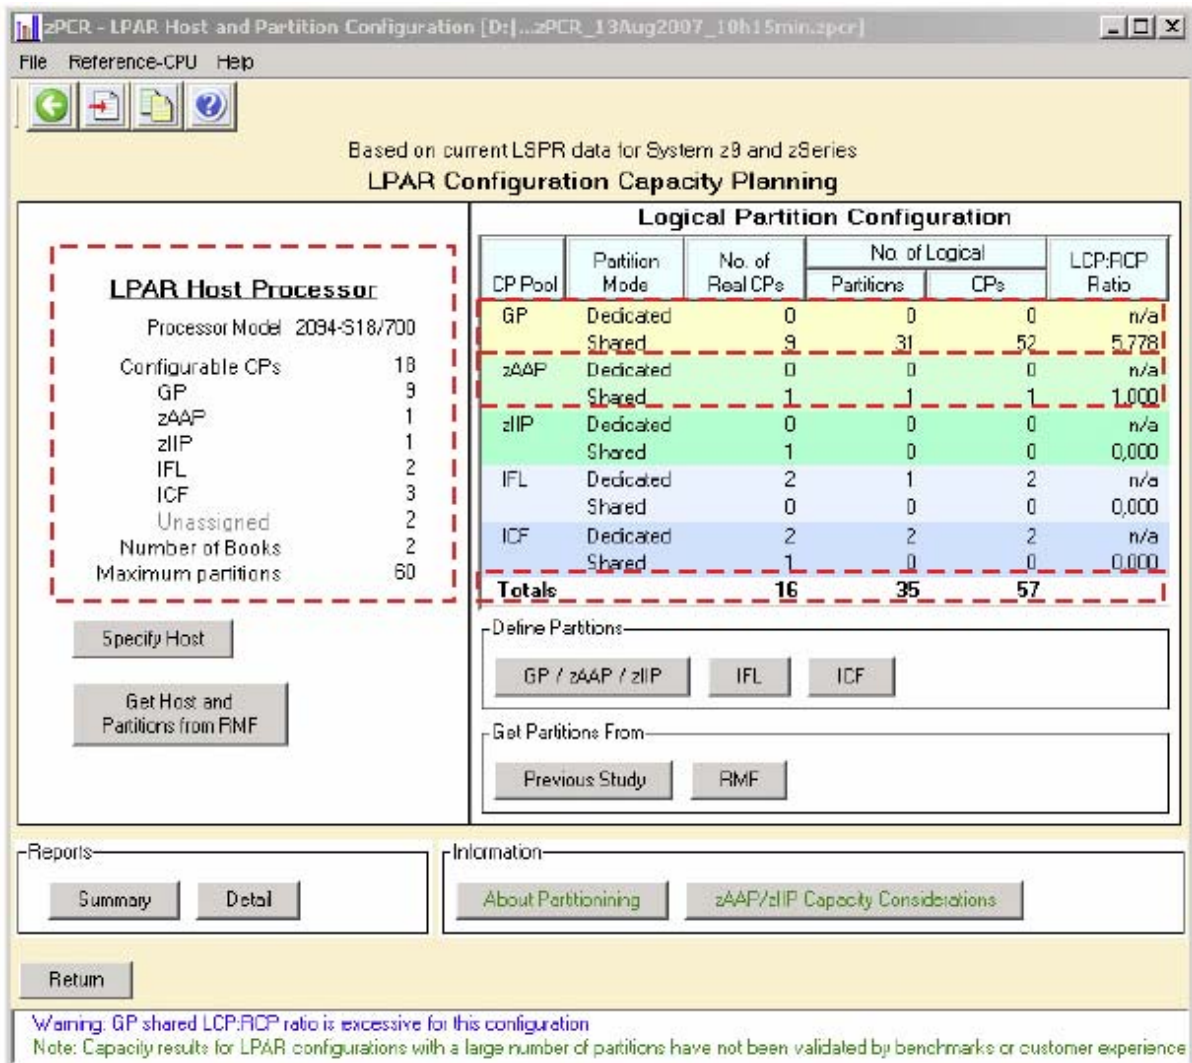 zPCR - LPAR Host and Partition Configuration [D:\...zPCR_13Aug2007_10h15min.zpcr]
File Reference-CPU Help
Based on current LSPR data for System z9 and zSeries
LPAR Configuration Capacity Planning
LPAR Host Processor
Processor Model 2094-S18/700
Configurable CPs 18
GP 9
zAAP 1
zIIP 1
IFL 2
ICF 3
Unassigned 2
Number of Books 2
Maximum partitions 60
Specify Host
Get Host and
Partitions from RMF
Logical Partition Configuration
CP Pool Partition Mode No. of Real CPs No. of Logical Partitions CPs LCP:RCP Ratio
GP Dedicated 0 0 0 n/a
Shared 9 31 52 5,778
zAAP Dedicated 0 0 0 n/a
Shared 1 1 1 1,000
zIIP Dedicated 0 0 0 n/a
Shared 1 0 0 0,000
IFL Dedicated 2 1 2 n/a
Shared 0 0 0 0,000
ICF Dedicated 2 2 2 n/a
Shared 1 0 0 0,000
Totals 16 35 57
Define Partitions
GP / zAAP / zIIP IFL ICF
Get Partitions From
Previous Study RMF
Reports
Summary Detail
Information
About Partitionining zAAP/zIIP Capacity Considerations
Return
Warning: GP shared LCP:RCP ratio is excessive for this configuration
Note: Capacity results for LPAR configurations with a large number of partitions have not been validated by benchmarks or customer experience